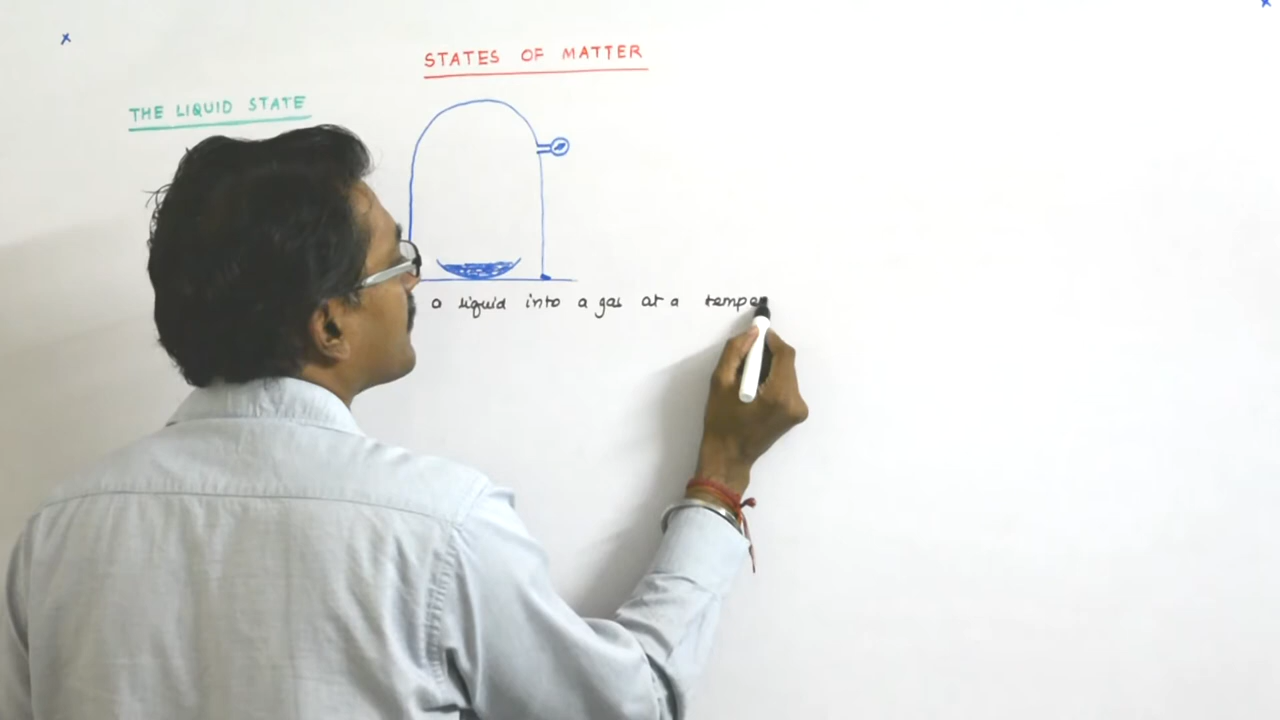 STATES OF MATTER
THE LIQUID STATE
a liquid into a gas at a temper